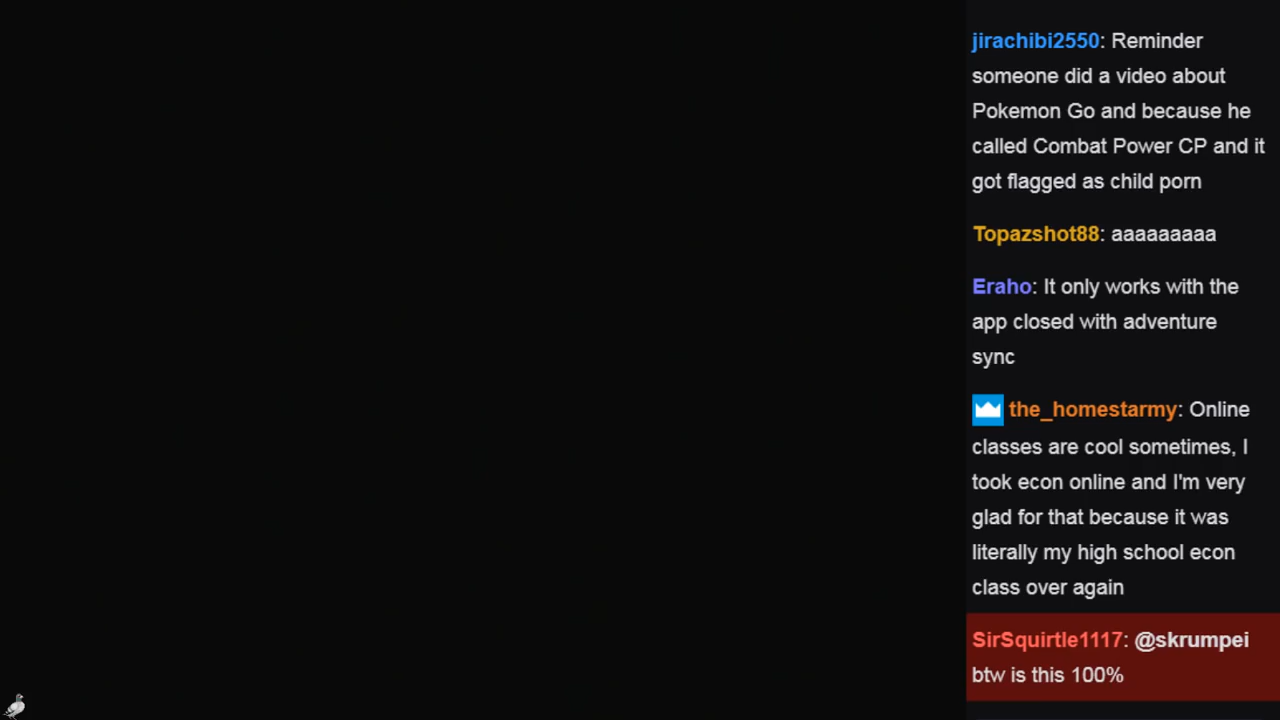 jirachibi2550: Reminder
someone did a video about
Pokemon Go and because he
called Combat Power CP and it
got flagged as child porn
Topazshot88: aaaaaaaaa
Eraho: It only works with the
app closed with adventure
sync
the_homestarmy: Online
classes are cool sometimes, I
took econ online and I'm very
glad for that because it was
literally my high school econ
class over again
SirSquirtle1117: @skrumpei
btw is this 100%